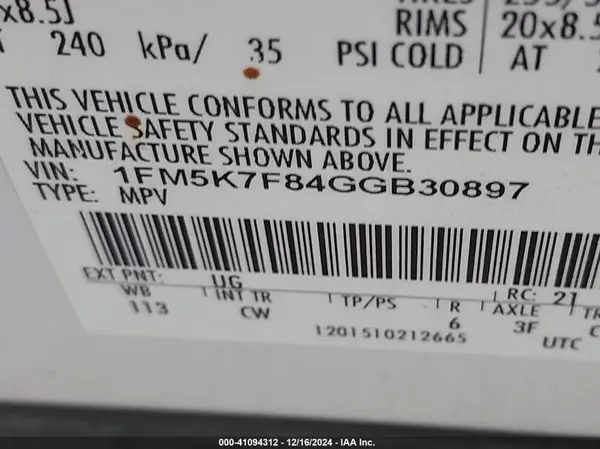 x8.5J
RIMS 20x8.5
240 kPa/ 35 PSI COLD AT
THIS VEHICLE CONFORMS TO ALL APPLICABLE
VEHICLE SAFETY STANDARDS IN EFFECT ON TH
MANUFACTURE SHOWN ABOVE.
VIN: 1FM5K7F84GGB30897
TYPE: MPV
EXT PNT: UG RC: 21
WB INT TR TP/PS R AXLE TR
113 CW 6 3F
1201510212665 UTC
000-41094312 - 12/16/2024 - IAA Inc.